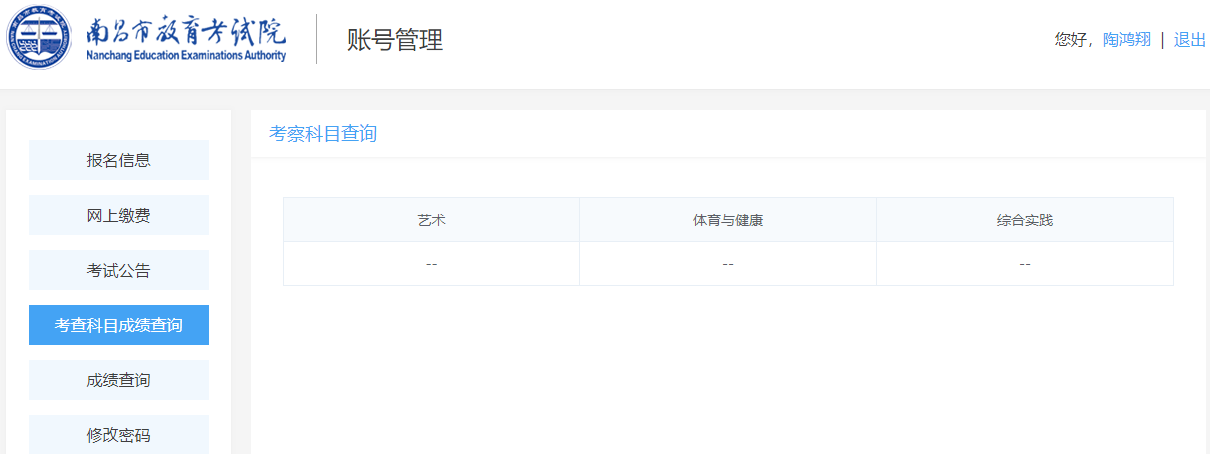 南昌市教育考试院
Nanchang Education Examinations Authority
账号管理
您好，陶鸿翔 | 退出
报名信息
网上缴费
考试公告
考查科目成绩查询
成绩查询
修改密码
考察科目查询
艺术 体育与健康 综合实践
-- -- --